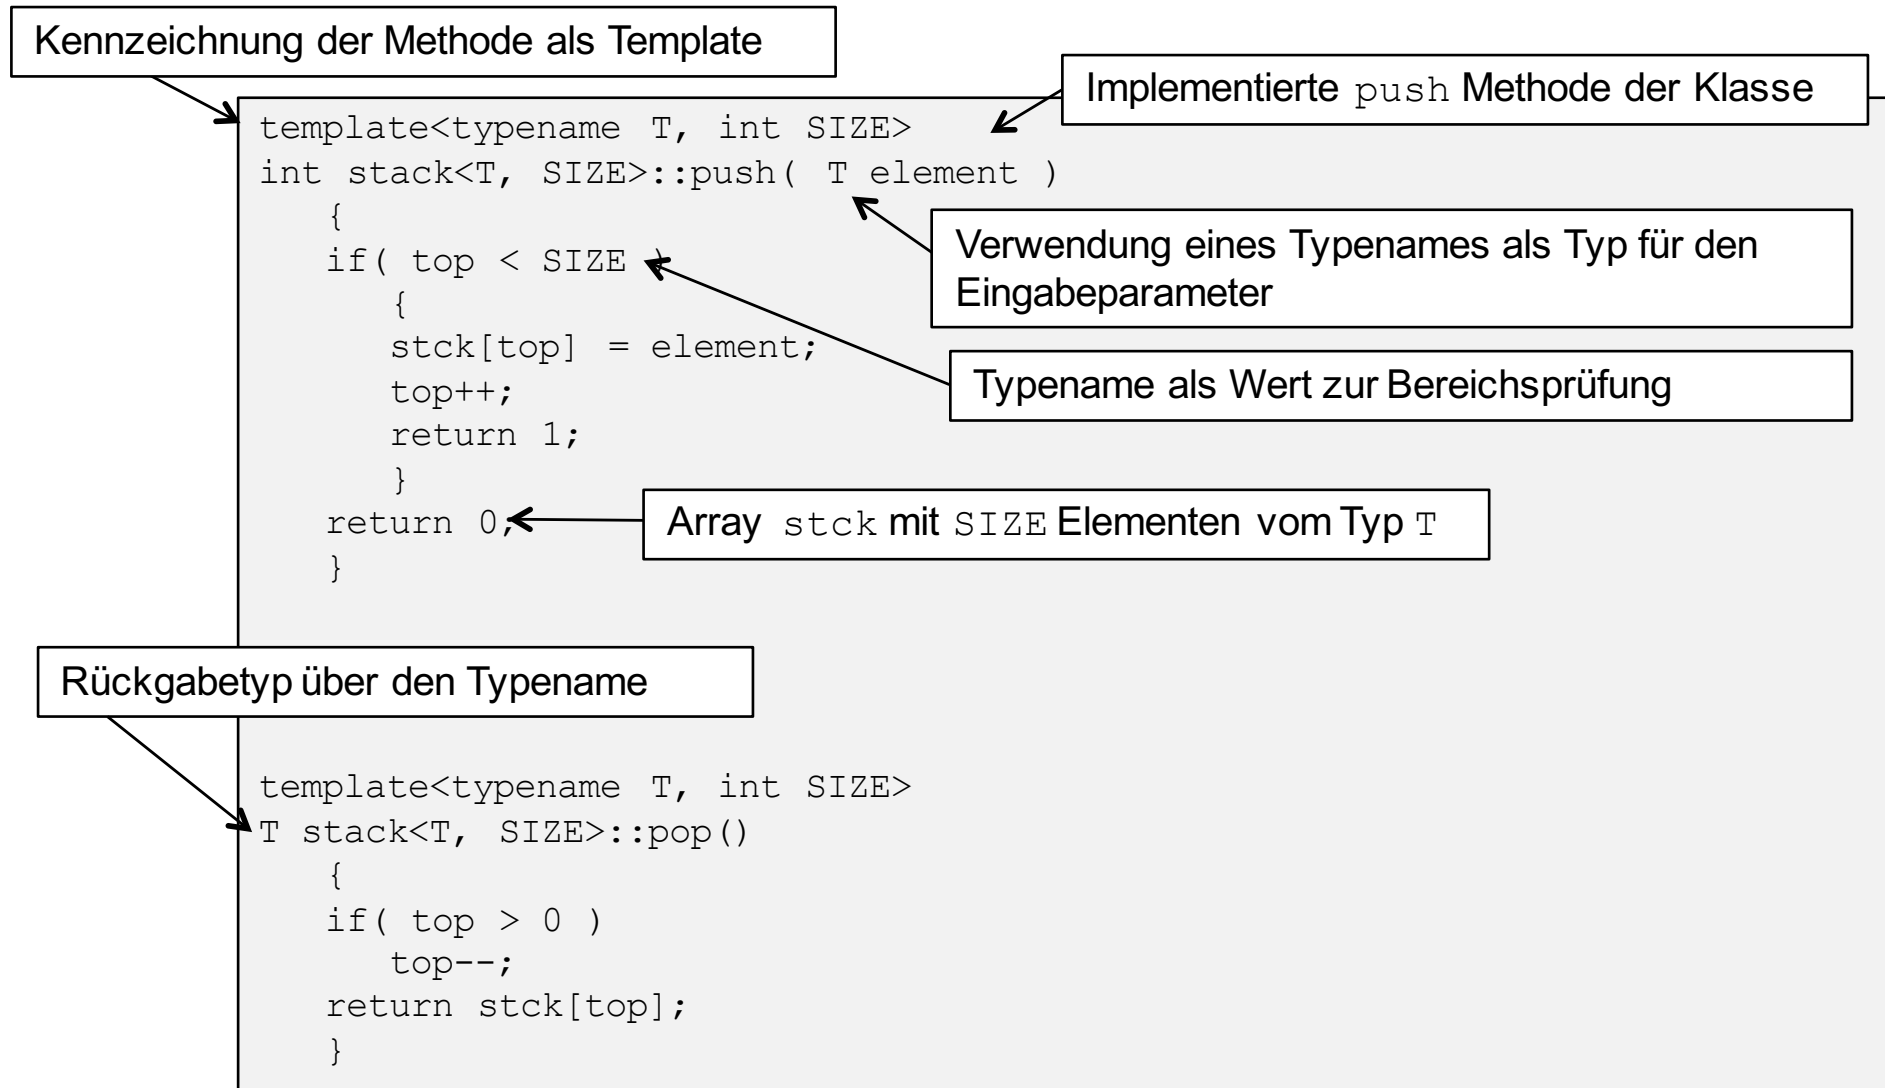 Kennzeichnung der Methode als Template
Implementierte push Methode der Klasse
template<typename T, int SIZE>
int stack<T, SIZE>::push( T element )
{
Verwendung eines Typenames als Typ für den
Eingabeparameter
if( top < SIZE )
{
stck[top] = element;
Typename als Wert zur Bereichsprüfung
top++;
return 1;
}
return 0;
Array stck mit SIZE Elementen vom Typ T
}
Rückgabetyp über den Typename
template<typename T, int SIZE>
T stack<T, SIZE>::pop()
{
if( top > 0 )
top--;
return stck[top];
}